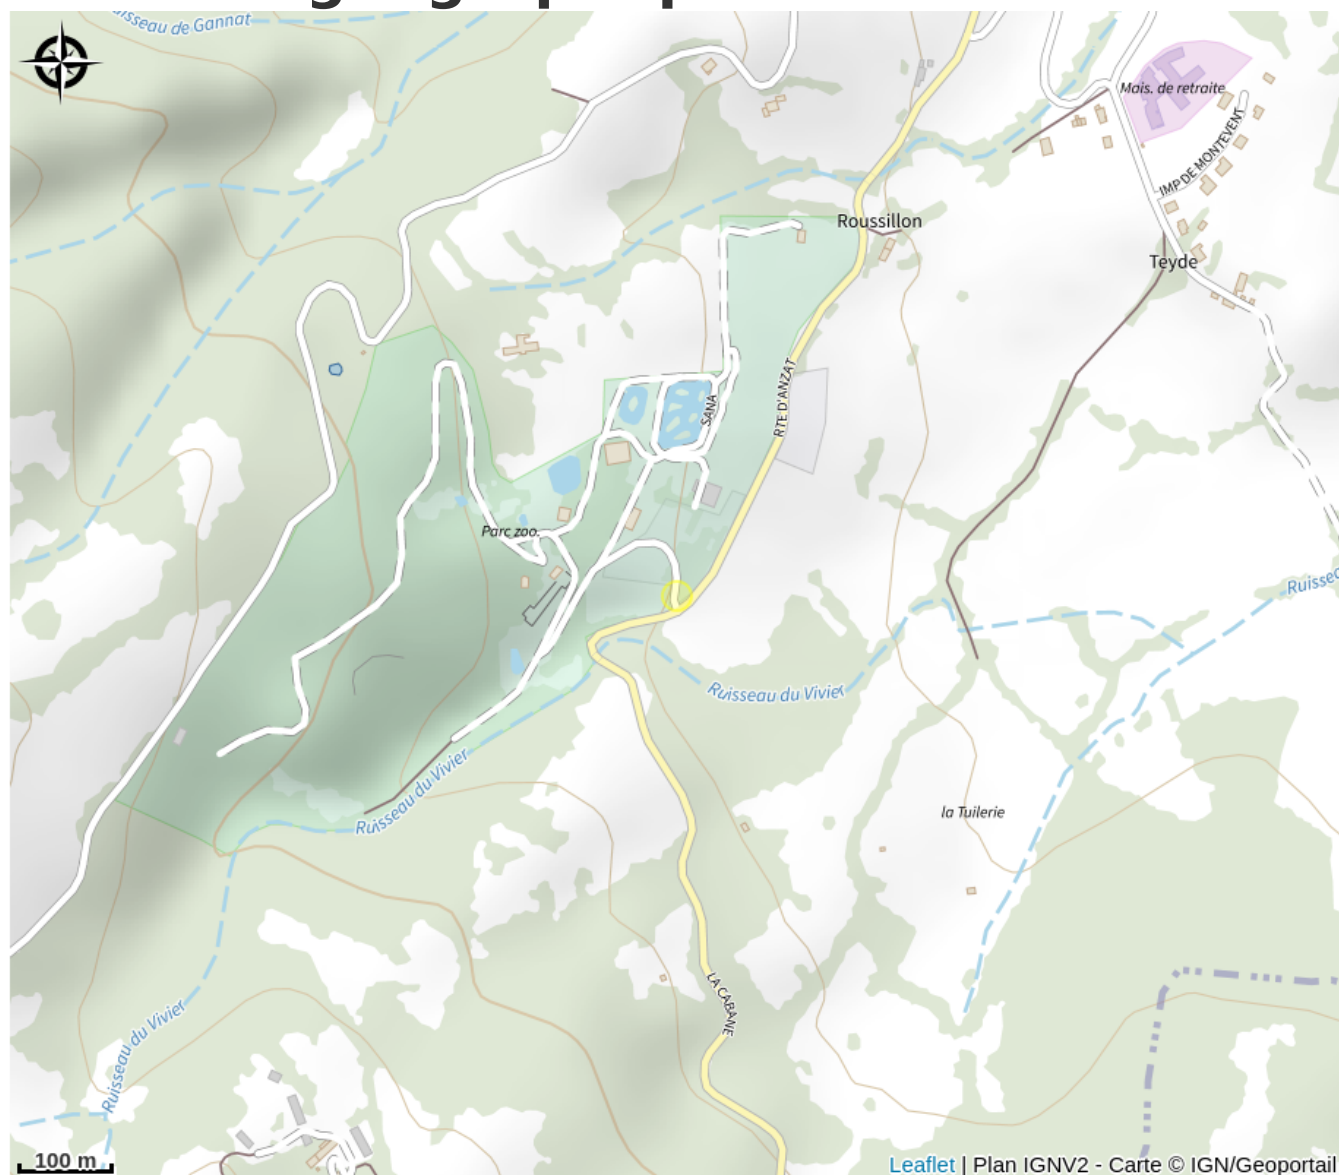 Ruisseau de Gannat
Mais. de retraite
IMP DE MONTEVENT
Roussillon
Teyde
RTE D'ANZAT
SANA
Parc zoo.
Ruisseau du Vivier
Ruisseau du Vivier
la Tuilerie
LA CABANE
Ruisseau du Vivier
100 m
Leaflet | Plan IGNV2 - Carte © IGN/Geoportail